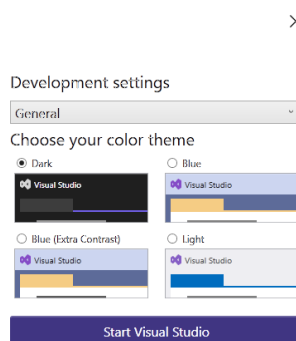 Development settings
General
Choose your color theme
Dark
Blue
Visual Studio
Visual Studio
Blue (Extra Contrast)
Light
Visual Studio
Visual Studio
Start Visual Studio